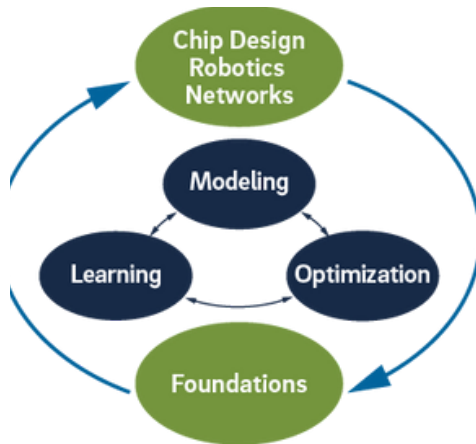 Chip Design
Robotics
Networks
Modeling
Learning
Optimization
Foundations